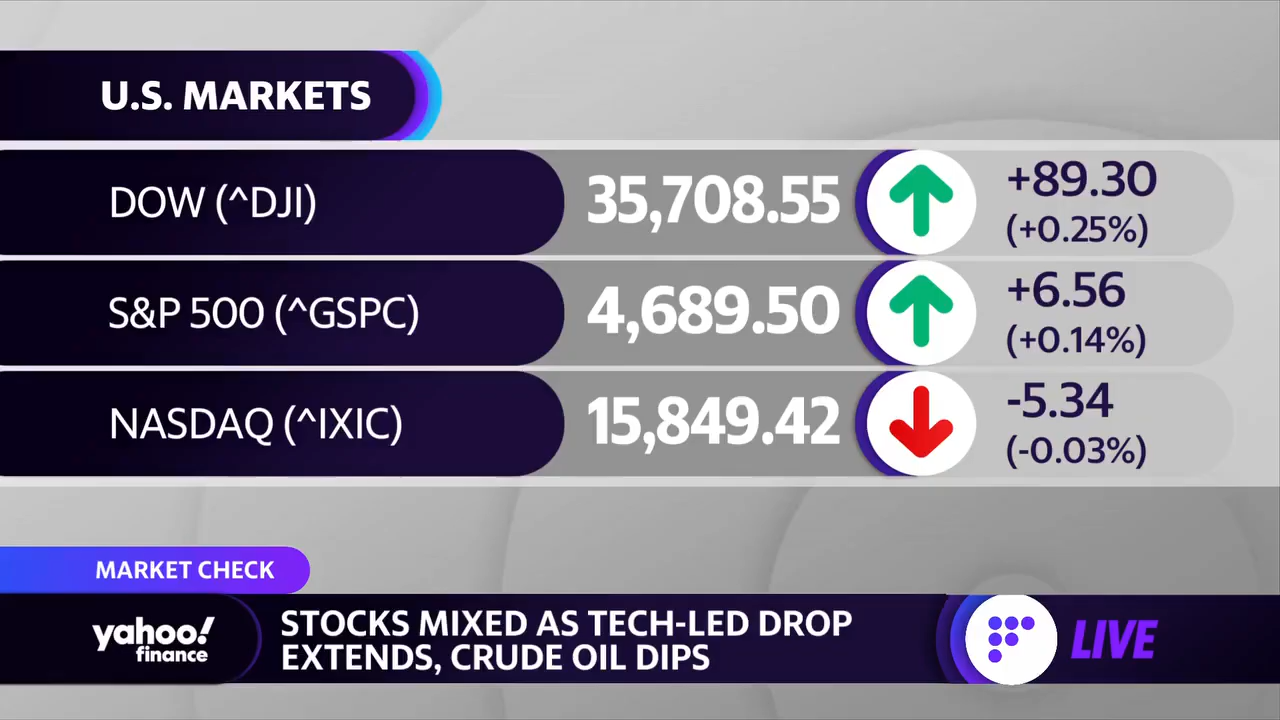 U.S. MARKETS
DOW (^DJI) 35,708.55 +89.30
(+0.25%)
S&P 500 (^GSPC) 4,689.50 +6.56
(+0.14%)
NASDAQ (^IXIC) 15,849.42 -5.34
(-0.03%)
MARKET CHECK
yahoo!
finance
STOCKS MIXED AS TECH-LED DROP
EXTENDS, CRUDE OIL DIPS
LIVE